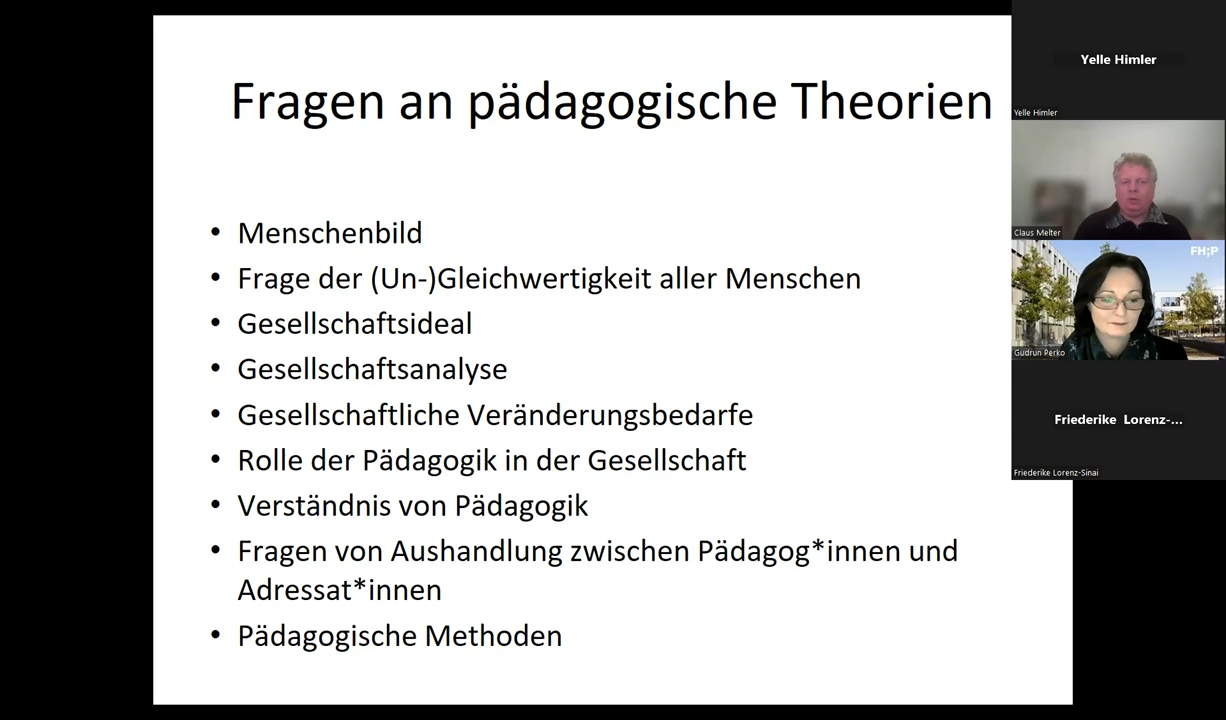 Fragen an pädagogische Theorien
• Menschenbild
• Frage der (Un-)Gleichwertigkeit aller Menschen
• Gesellschaftsideal
• Gesellschaftsanalyse
• Gesellschaftliche Veränderungsbedarfe
• Rolle der Pädagogik in der Gesellschaft
• Verständnis von Pädagogik
• Fragen von Aushandlung zwischen Pädagog*innen und
Adressat*innen
• Pädagogische Methoden
Yelle Himler
Yelle Himler
Claus Melter
FH;P
Gudrun Perko
Friederike Lorenz-...
Friederike Lorenz-Sinai